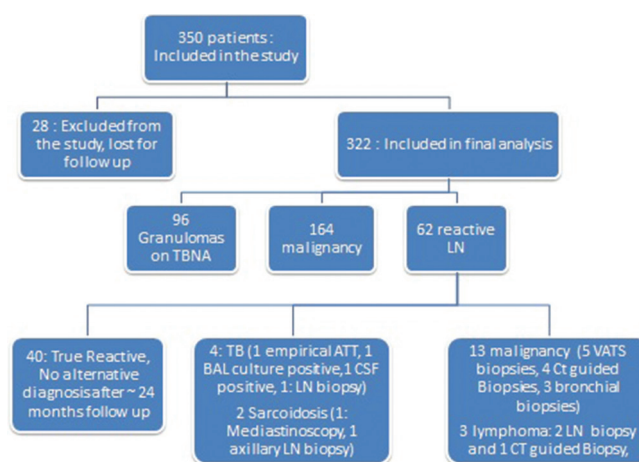 350 patients :
Included in the study
28 : Excluded from
the study, lost for
follow up
322 : Included in final analysis
96
Granulomas
on TBNA
164
malignancy
62 reactive
LN
40: True Reactive,
No alternative
diagnosis after ~ 24
months follow up
4: TB (1 empirical ATT, 1
BAL culture positive,1 CSF
positive, 1: LN biopsy)
2 Sarcoidosis (1:
Mediastinoscopy, 1
axillary LN biopsy)
13 malignancy (5 VATS
biopsies, 4 Ct guided
Biopsies, 3 bronchial
biopsies)
3 lymphoma: 2 LN biopsy
and 1 CT guided Biopsy,